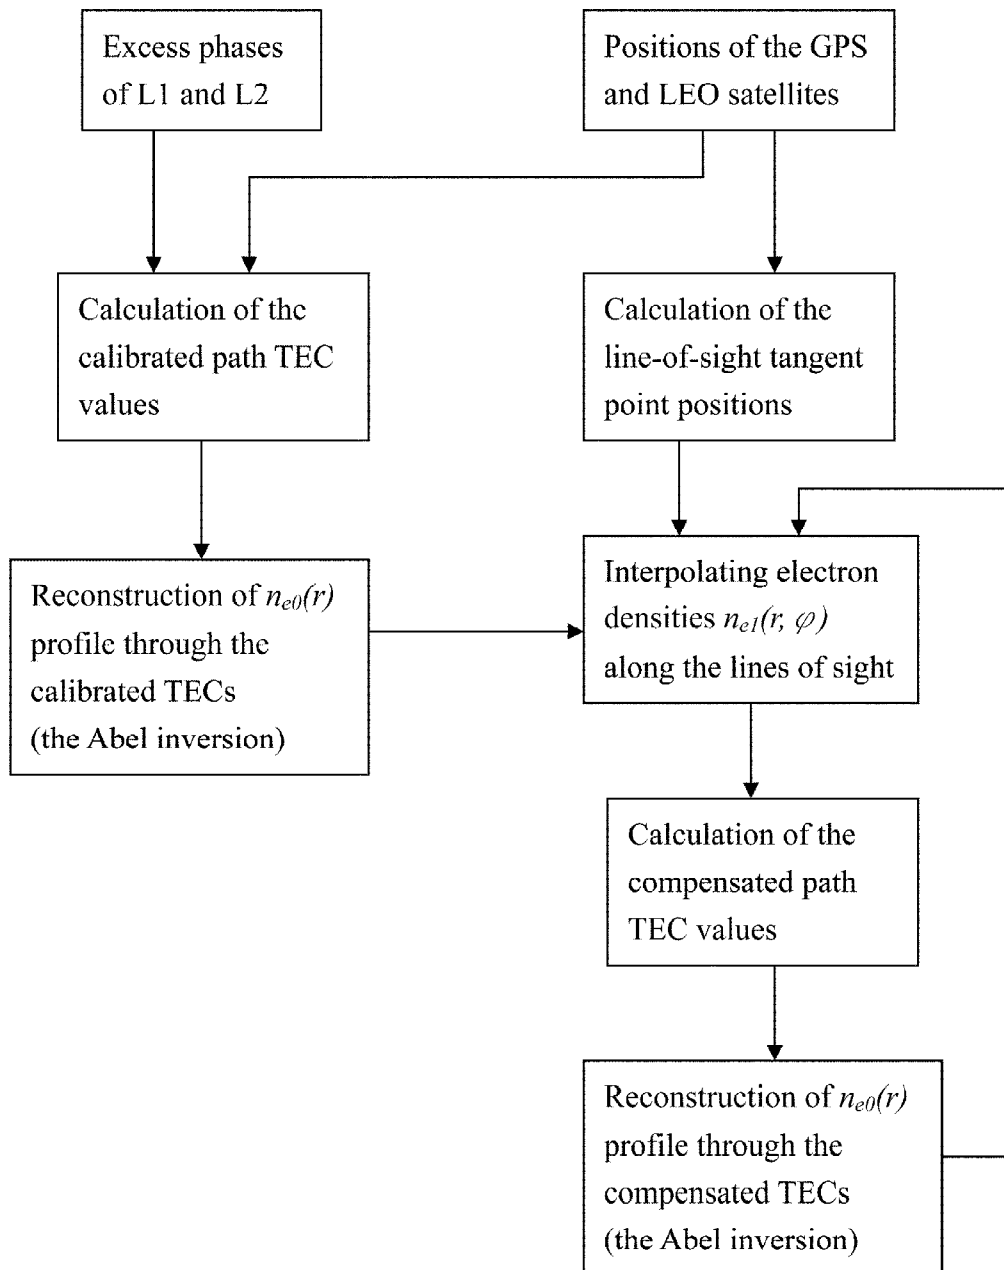 Excess phases
of L1 and L2
Positions of the GPS
and LEO satellites
Calculation of the
calibrated path TEC
values
Calculation of the
line-of-sight tangent
point positions
Reconstruction of ne0(r)
profile through the
calibrated TECs
(the Abel inversion)
Interpolating electron
densities ne1(r, φ)
along the lines of sight
Calculation of the
compensated path
TEC values
Reconstruction of ne0(r)
profile through the
compensated TECs
(the Abel inversion)